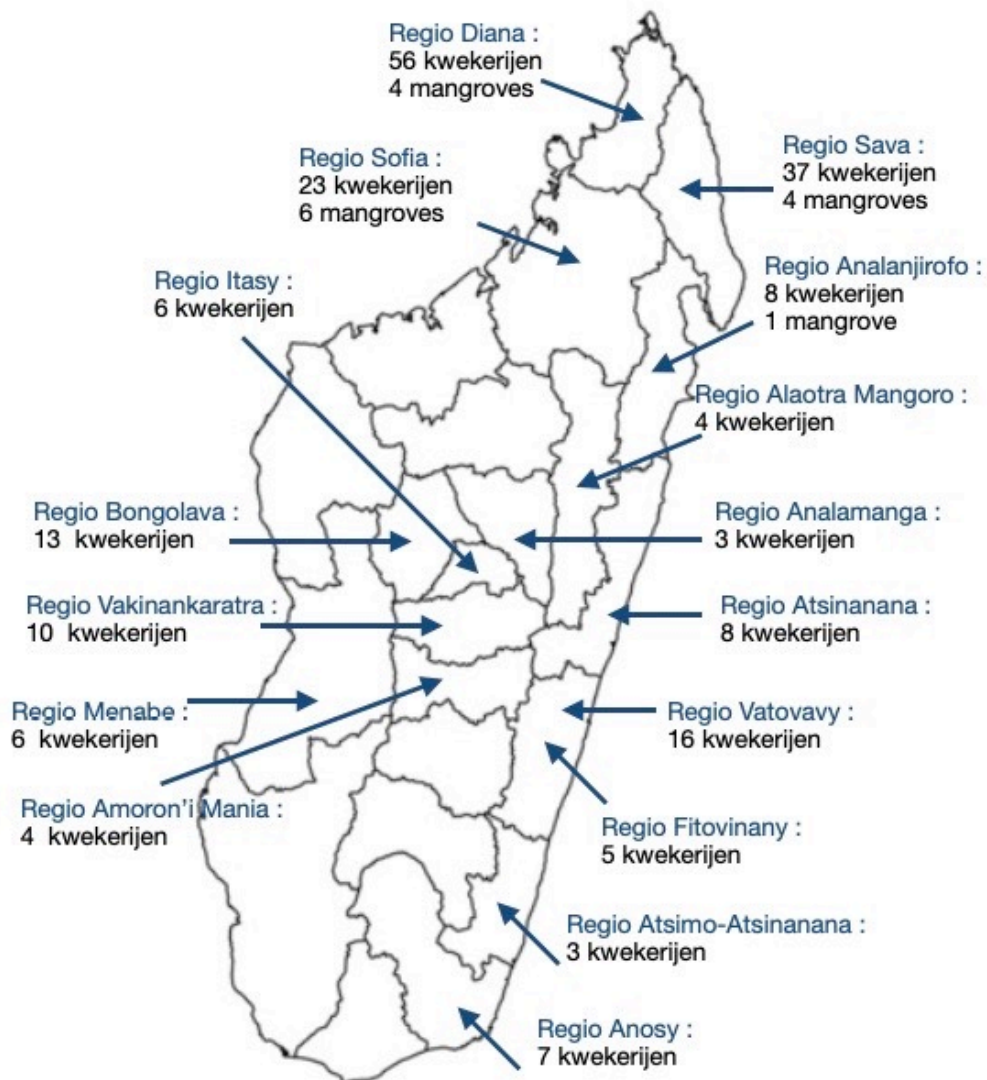 Regio Diana :
56 kwekerijen
4 mangroves
Regio Sava :
37 kwekerijen
4 mangroves
Regio Sofia :
23 kwekerijen
6 mangroves
Regio Analanjirofo :
8 kwekerijen
1 mangrove
Regio Itasy :
6 kwekerijen
Regio Alaotra Mangoro :
4 kwekerijen
Regio Bongolava :
13 kwekerijen
Regio Analamanga :
3 kwekerijen
Regio Vakinankaratra :
10 kwekerijen
Regio Atsinanana :
8 kwekerijen
Regio Menabe :
6 kwekerijen
Regio Vatovavy :
16 kwekerijen
Regio Amoron’i Mania :
4 kwekerijen
Regio Fitovinany :
5 kwekerijen
Regio Atsimo-Atsinanana :
3 kwekerijen
Regio Anosy :
7 kwekerijen